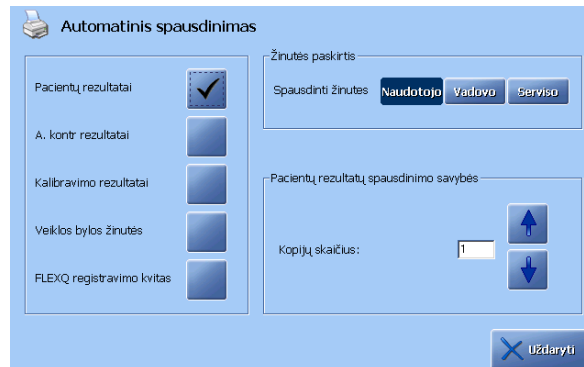 Automatinis spausdinimas
Pacientų rezultatai
A. kontr rezultatai
Kalibravimo rezultatai
Veiklos bylos žinutės
FLEXQ registravimo kvitas
Žinutės paskirtis
Spausdinti žinutes Naudotojo Vadovo Serviso
Pacientų rezultatų spausdinimo savybės
Kopijų skaičius: 1
Uždaryti